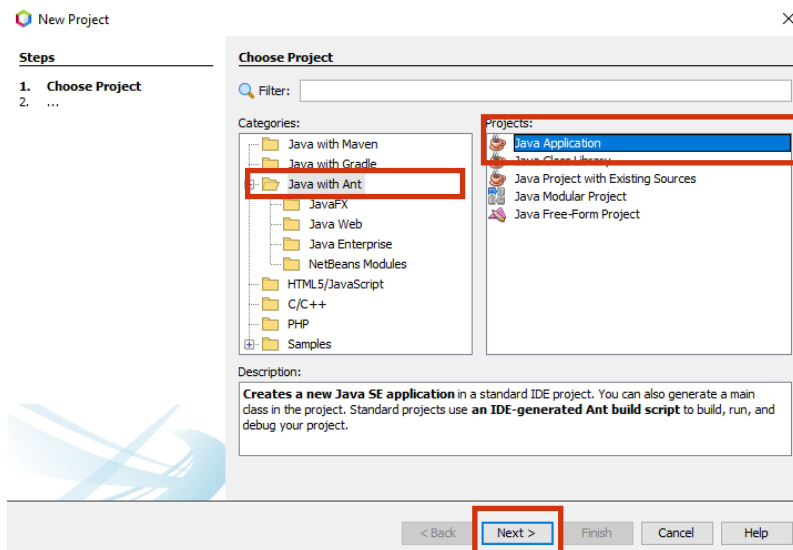 New Project
Steps
1. Choose Project
2. ...
Choose Project
Filter:
Categories:
Java with Maven
Java with Gradle
Java with Ant
JavaFX
Java Web
Java Enterprise
NetBeans Modules
HTML5/JavaScript
C/C++
PHP
Samples
Projects:
Java Application
Java Class Library
Java Project with Existing Sources
Java Modular Project
Java Free-Form Project
Description:
Creates a new Java SE application in a standard IDE project. You can also generate a main
class in the project. Standard projects use an IDE-generated Ant build script to build, run, and
debug your project.
< Back
Next >
Finish
Cancel
Help